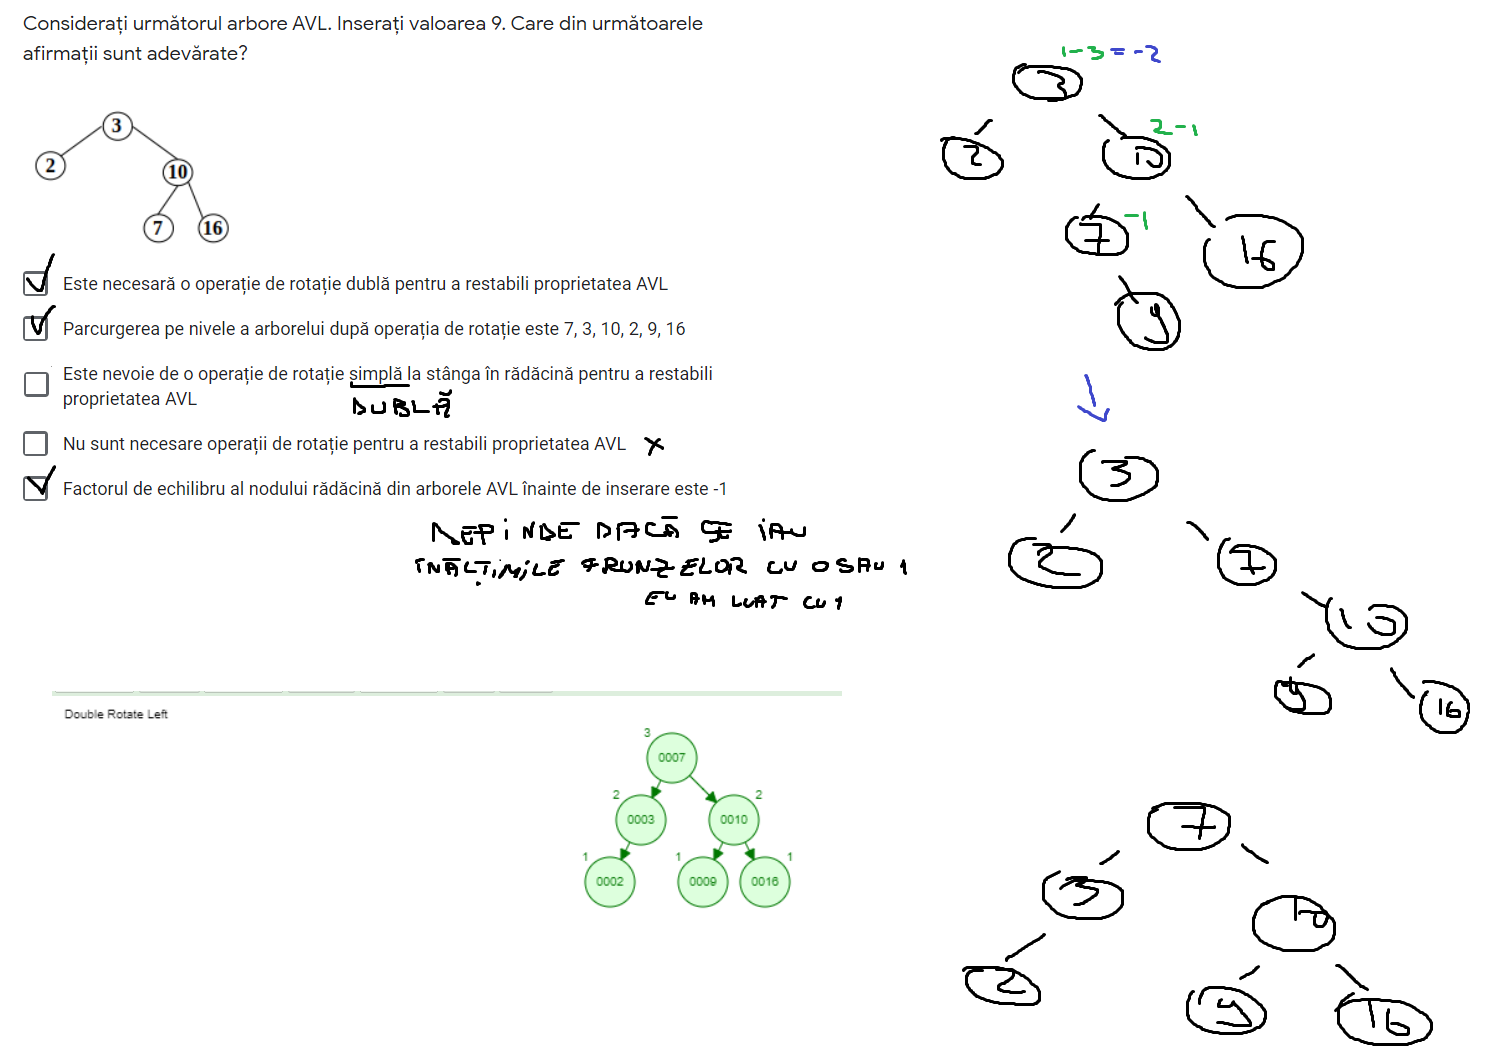 Considerați următorul arbore AVL. Inserați valoarea 9. Care din următoarele
afirmații sunt adevărate?
3
2
10
7
16
Este necesară o operație de rotație dublă pentru a restabili proprietatea AVL
Parcurgerea pe nivele a arborelui după operația de rotație este 7, 3, 10, 2, 9, 16
Este nevoie de o operație de rotație simplă la stânga în rădăcină pentru a restabili
proprietatea AVL
DUBLĂ
Nu sunt necesare operații de rotație pentru a restabili proprietatea AVL X
Factorul de echilibru al nodului rădăcină din arborele AVL înainte de inserare este -1
DEPINDE DACĂ SE IAU
ÎNĂLȚIMILE FRUNZELOR CU 0 SAU 1
EU AM LUAT CU 1
Double Rotate Left
3
0007
2
0003
2
0010
1
0002
1
0009
1
0016
1-3=-2
3
2
10
2-1
7
-1
16
9
3
2
7
10
9
16
7
3
10
2
9
16